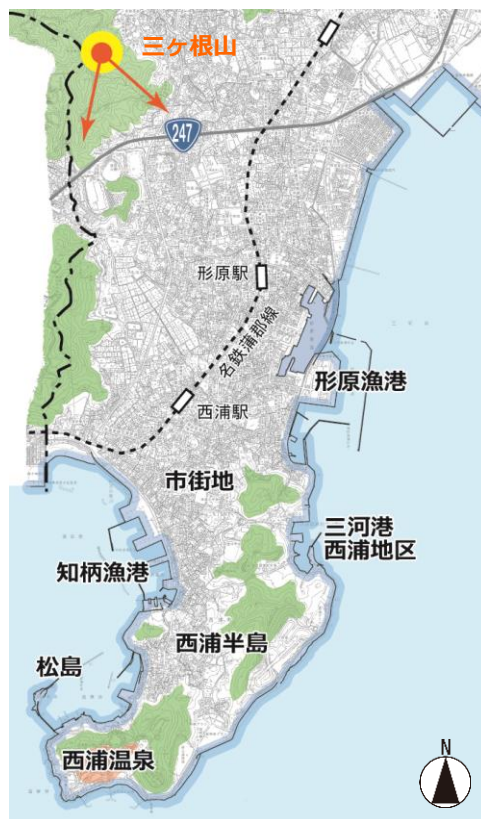 三ヶ根山
247
形原駅
名鉄蒲郡線
形原漁港
西浦駅
市街地
三河港
西浦地区
知柄漁港
西浦半島
松島
西浦温泉
N